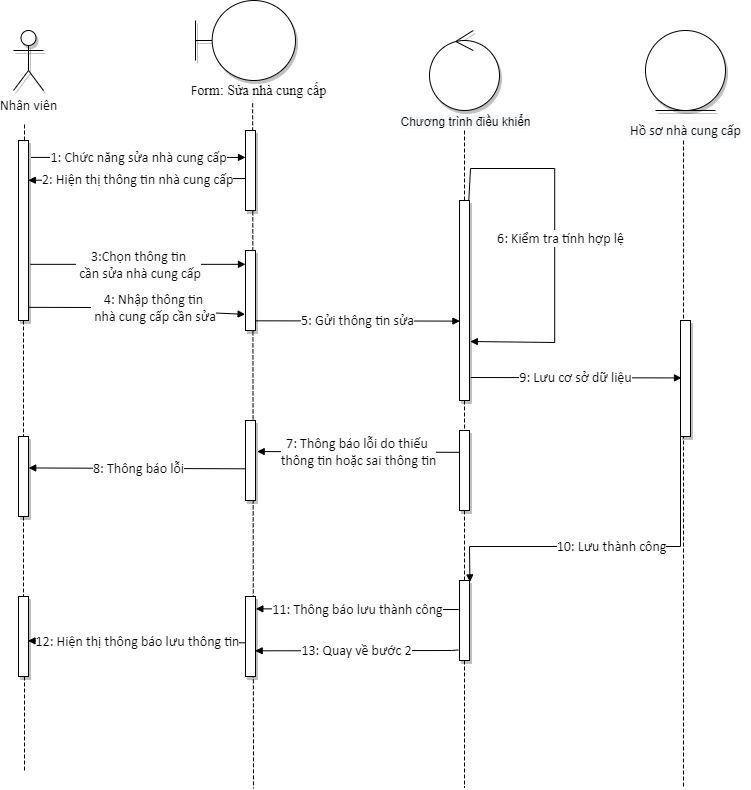 Nhân viên
Form: Sửa nhà cung cấp
Chương trình điều khiển
Hồ sơ nhà cung cấp
1: Chức năng sửa nhà cung cấp
2: Hiện thị thông tin nhà cung cấp
6: Kiểm tra tính hợp lệ
3:Chọn thông tin
cần sửa nhà cung cấp
4: Nhập thông tin
nhà cung cấp cần sửa
5: Gửi thông tin sửa
9: Lưu cơ sở dữ liệu
7: Thông báo lỗi do thiếu
thông tin hoặc sai thông tin
8: Thông báo lỗi
10: Lưu thành công
11: Thông báo lưu thành công
12: Hiện thị thông báo lưu thông tin
13: Quay về bước 2